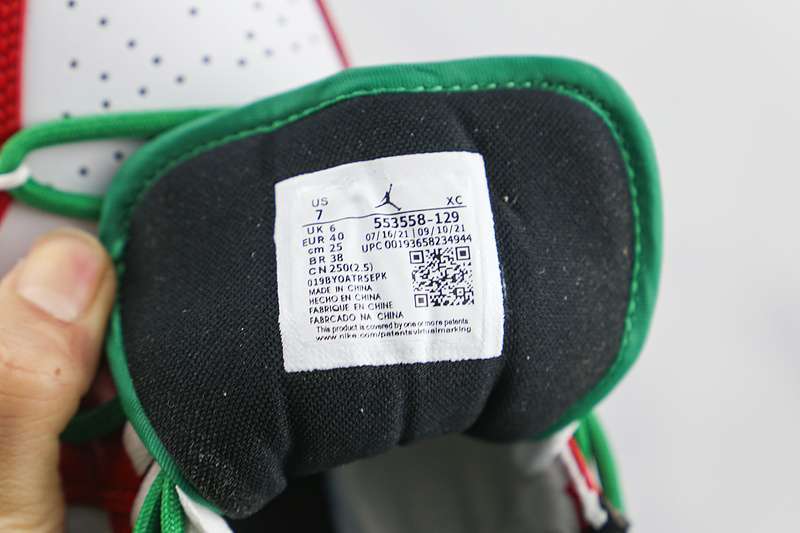 US XC
7 553558-129
UK 6 07/16/21 | 09/10/21
EUR 40 UPC 00193658234944
cm 25
BR 38
CN 250(2.5)
019BYOATR5EPK
MADE IN CHINA
HECHO EN CHINA
FABRIQUE EN CHINE
FABRCADO NA CHINA
This product is covered by one or more patents
www.nike.com/patentsvirtualmarking